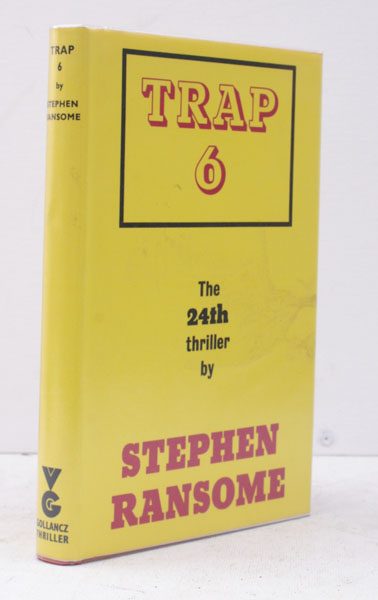 TRAP
6
by
STEPHEN
RANSOME
VG
GOLLANCZ
THRILLER
TRAP
6
The
24th
thriller
by
STEPHEN
RANSOME